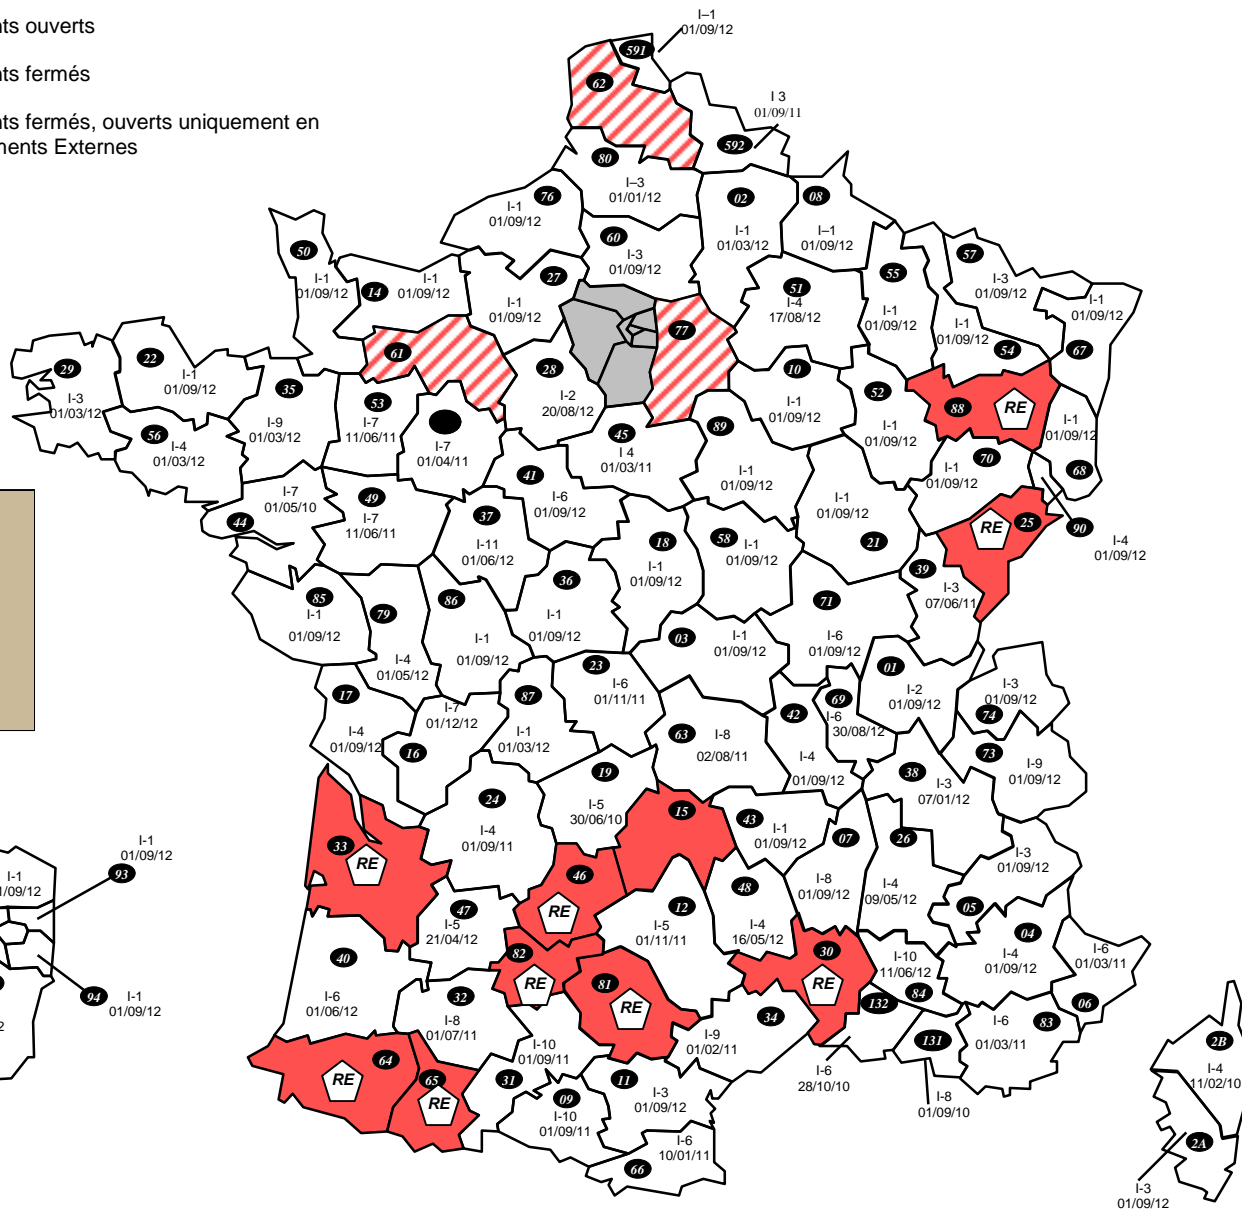 nts ouverts
nts fermés
nts fermés, ouverts uniquement en
ments Externes
I–1
01/09/12
591
62
I 3
01/09/11
592
80
I–3
01/01/12
76
I-1
01/09/12
02
I-1
01/03/12
08
I–1
01/09/12
60
I-3
01/09/12
50
I-1
01/09/12
14
I-1
01/09/12
27
I-1
01/09/12
51
I-4
17/08/12
55
I-1
01/09/12
57
I-3
01/09/12
I-1
01/09/12
67
I-1
01/09/12
54
77
61
29
I-3
01/03/12
22
I-1
01/09/12
35
I-9
01/03/12
53
I-7
11/06/11
I-7
01/04/11
28
I-2
20/08/12
10
I-1
01/09/12
52
I-1
01/09/12
88
RE
I-1
01/09/12
68
56
I-4
01/03/12
45
I 4
01/03/11
89
I-1
01/09/12
70
I-1
01/09/12
44
I-7
01/05/10
49
I-7
11/06/11
41
I-6
01/09/12
37
I-11
01/06/12
18
I-1
01/09/12
58
I-1
01/09/12
I-1
01/09/12
21
RE
25
90
I-4
01/09/12
39
I-3
07/06/11
85
I-1
01/09/12
79
I-4
01/05/12
86
I-1
01/09/12
36
I-1
01/09/12
03
I-1
01/09/12
71
I-6
01/09/12
01
I-2
01/09/12
I-3
01/09/12
74
17
I-4
01/09/12
I-7
01/12/12
16
87
I-1
01/03/12
23
I-6
01/11/11
63
I-8
02/08/11
42
I-4
01/09/12
69
I-6
30/08/12
73
I-9
01/09/12
38
I-3
07/01/12
24
I-4
01/09/11
19
I-5
30/06/10
15
43
I-1
01/09/12
07
I-8
01/09/12
26
I-4
09/05/12
I-3
01/09/12
05
33
RE
46
RE
12
I-5
01/11/11
48
I-4
16/05/12
47
I-5
21/04/12
04
I-4
01/09/12
I-6
01/03/11
06
40
I-6
01/06/12
82
RE
81
RE
30
RE
I-10
11/06/12
84
132
131
I-6
01/03/11
83
32
I-8
01/07/11
34
I-9
01/02/11
I-10
01/09/11
31
64
RE
65
RE
09
I-10
01/09/11
11
I-3
01/09/12
I-6
10/01/11
66
I-6
28/10/10
I-8
01/09/10
2B
I-4
11/02/10
2A
I-3
01/09/12
I-1
01/09/12
93
I-1
/09/12
94
I-1
01/09/12
2